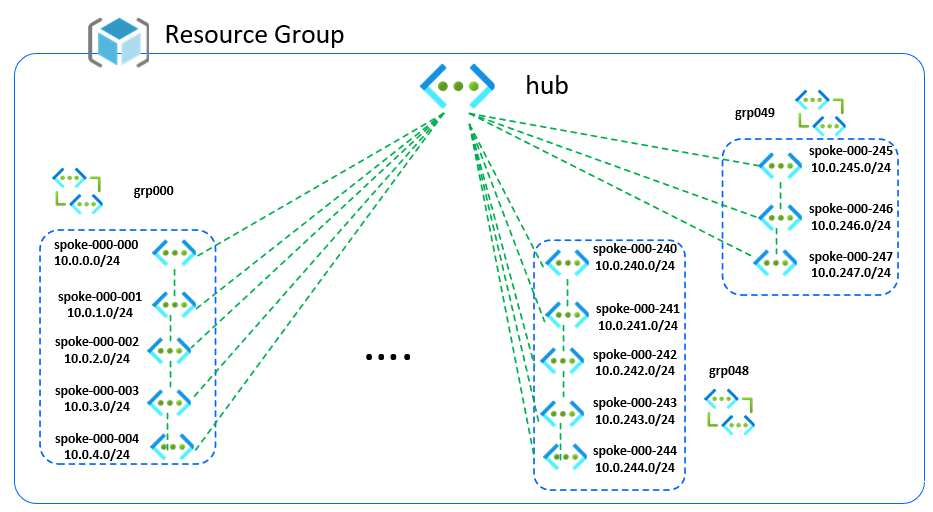 Resource Group
hub
grp049
spoke-000-245
10.0.245.0/24
spoke-000-246
10.0.246.0/24
spoke-000-247
10.0.247.0/24
grp000
spoke-000-000
10.0.0.0/24
spoke-000-001
10.0.1.0/24
spoke-000-002
10.0.2.0/24
spoke-000-003
10.0.3.0/24
spoke-000-004
10.0.4.0/24
....
spoke-000-240
10.0.240.0/24
spoke-000-241
10.0.241.0/24
spoke-000-242
10.0.242.0/24
spoke-000-243
10.0.243.0/24
spoke-000-244
10.0.244.0/24
grp048